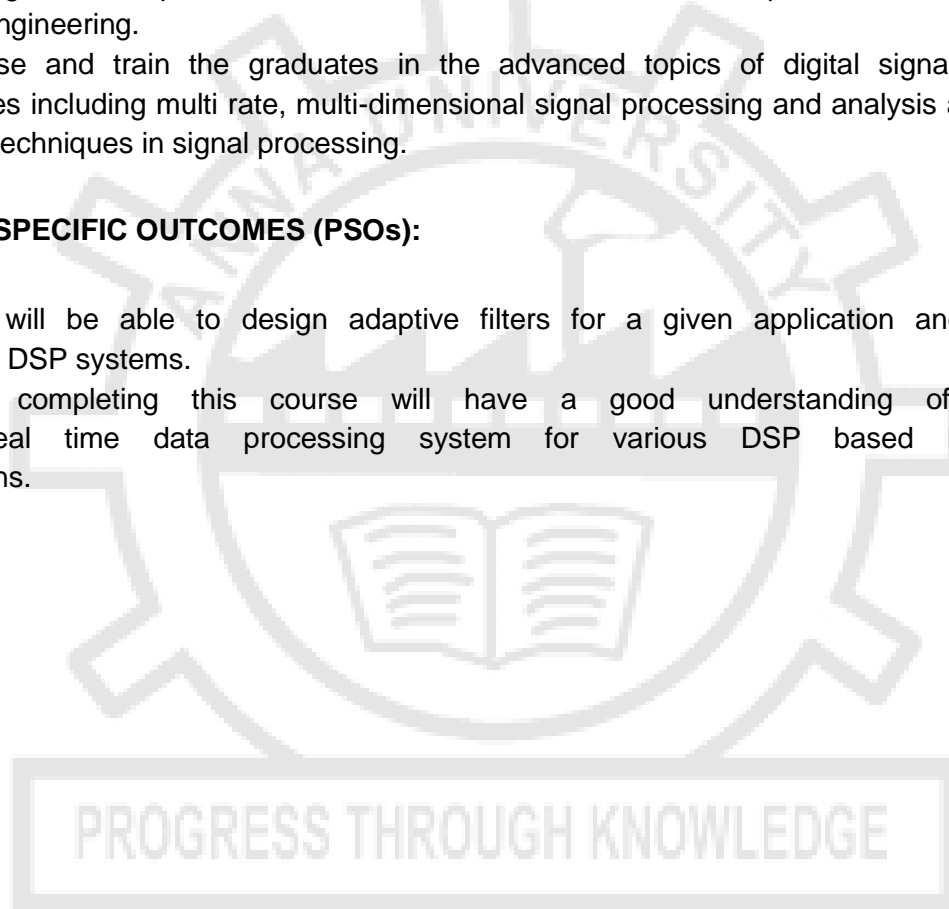 ngineering.
se and train the graduates in the advanced topics of digital signa
es including multi rate, multi-dimensional signal processing and analysis
echniques in signal processing.
SPECIFIC OUTCOMES (PSOs):
will be able to design adaptive filters for a given application an
DSP systems.
completing this course will have a good understanding of
eal time data processing system for various DSP based
ns.
ANNA UNIVERSITY
PROGRESS THROUGH KNOWLEDGE